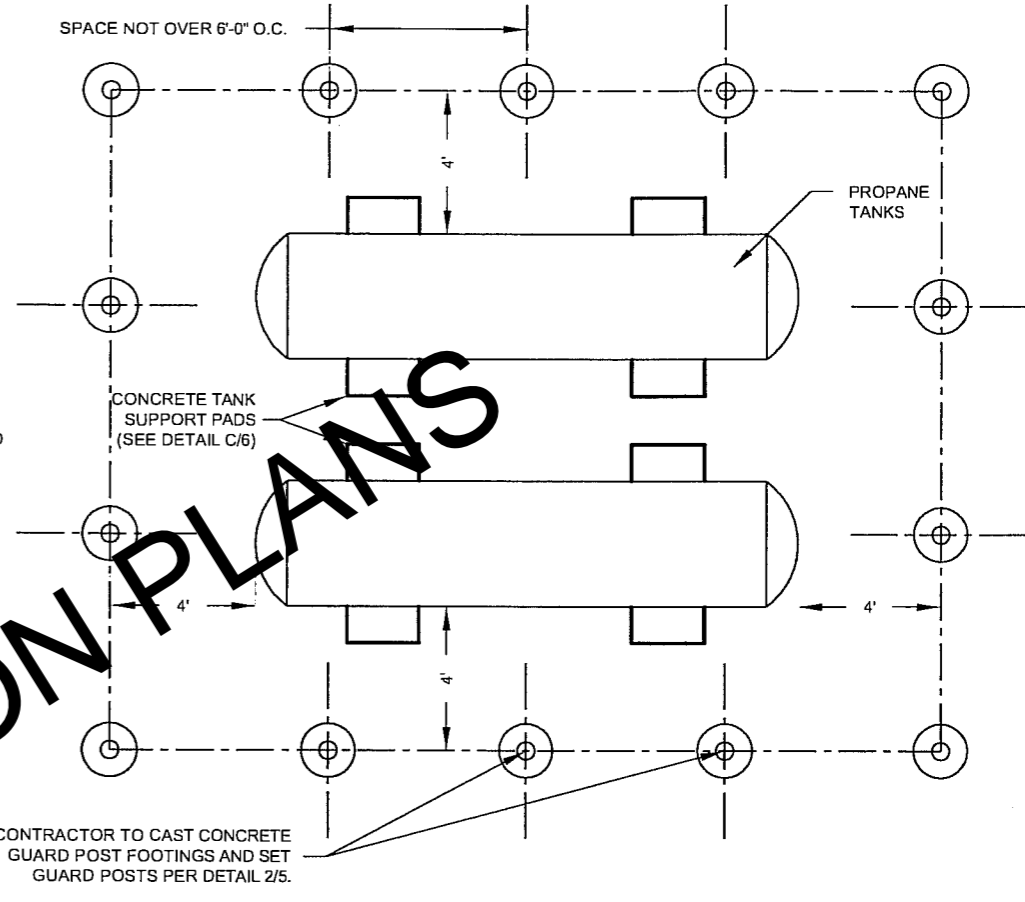 SPACE NOT OVER 6'-0" O.C.
4'
PROPANE
TANKS
CONCRETE TANK
SUPPORT PADS
(SEE DETAIL C/6)
ON PLANS
4'
4'
4'
CONTRACTOR TO CAST CONCRETE
GUARD POST FOOTINGS AND SET
GUARD POSTS PER DETAIL 2/5.